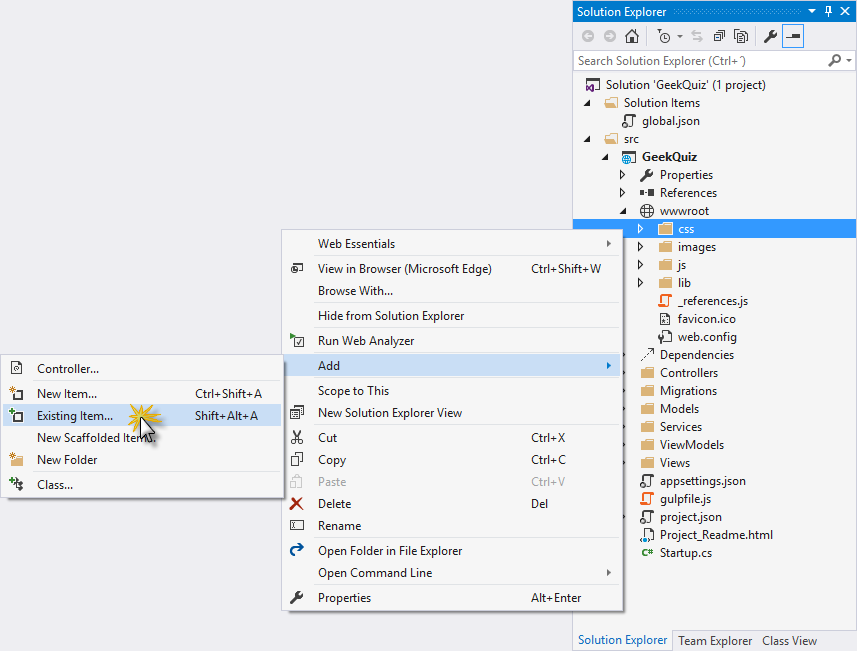 Solution Explorer
Search Solution Explorer (Ctrl+´)
Solution 'GeekQuiz' (1 project)
Solution Items
global.json
src
GeekQuiz
Properties
References
wwwroot
css
images
js
lib
_references.js
favicon.ico
web.config
Dependencies
Controllers
Migrations
Models
Services
ViewModels
Views
appsettings.json
gulpfile.js
project.json
Project_Readme.html
C# Startup.cs
Solution Explorer Team Explorer Class View
Web Essentials
View in Browser (Microsoft Edge) Ctrl+Shift+W
Browse With...
Hide from Solution Explorer
Run Web Analyzer
Add
Scope to This
New Solution Explorer View
Cut Ctrl+X
Copy Ctrl+C
Paste Ctrl+V
Delete Del
Rename
Open Folder in File Explorer
Open Command Line
Properties Alt+Enter
Controller...
New Item... Ctrl+Shift+A
Existing Item... Shift+Alt+A
New Scaffolded Item...
New Folder
Class...